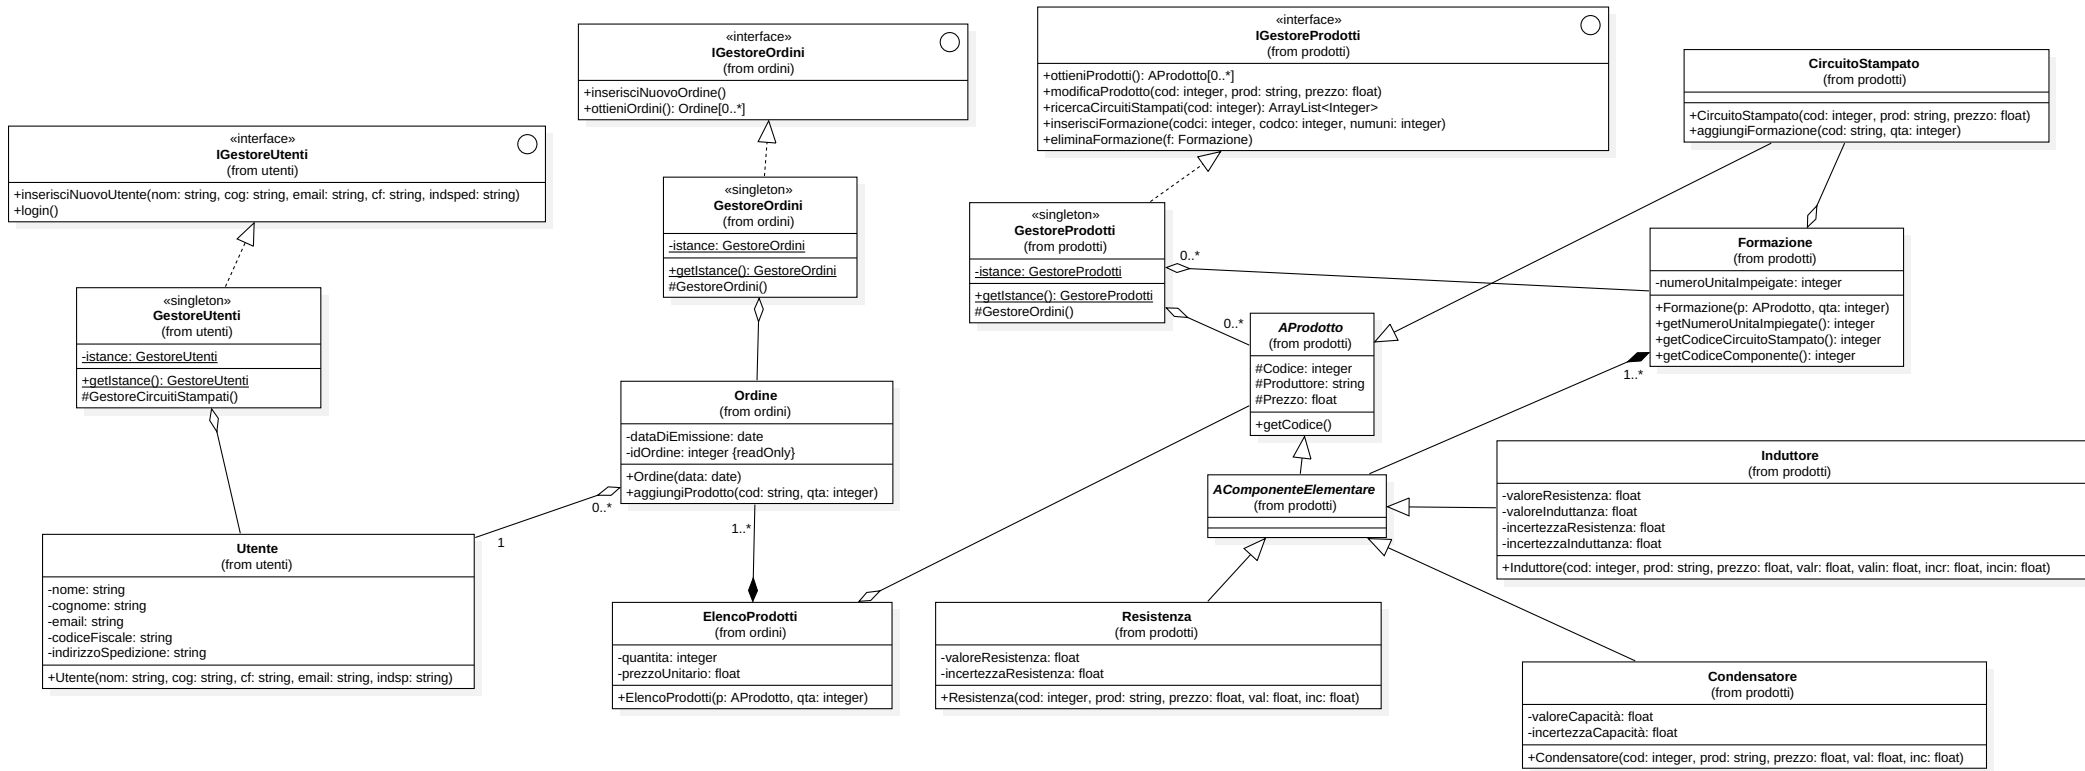 «interface»
IGestoreUtenti
(from utenti)
+inserisciNuovoUtente(nom: string, cog: string, email: string, cf: string, indsped: string)
+login()
«singleton»
GestoreUtenti
(from utenti)
-istance: GestoreUtenti
+getIstance(): GestoreUtenti
#GestoreCircuitiStampati()
Utente
(from utenti)
-nome: string
-cognome: string
-email: string
-codiceFiscale: string
-indirizzoSpedizione: string
+Utente(nom: string, cog: string, cf: string, email: string, indsp: string)
1
0..*
«interface»
IGestoreOrdini
(from ordini)
+inserisciNuovoOrdine()
+ottieniOrdini(): Ordine[0..*]
«singleton»
GestoreOrdini
(from ordini)
-istance: GestoreOrdini
+getIstance(): GestoreOrdini
#GestoreOrdini()
Ordine
(from ordini)
-dataDiEmissione: date
-idOrdine: integer {readOnly}
+Ordine(data: date)
+aggiungiProdotto(cod: string, qta: integer)
1..*
ElencoProdotti
(from ordini)
-quantita: integer
-prezzoUnitario: float
+ElencoProdotti(p: AProdotto, qta: integer)
«interface»
IGestoreProdotti
(from prodotti)
+ottieniProdotti(): AProdotto[0..*]
+modificaProdotto(cod: integer, prod: string, prezzo: float)
+ricercaCircuitiStampati(cod: integer): ArrayList<Integer>
+inserisciFormazione(codci: integer, codco: integer, numuni: integer)
+eliminaFormazione(f: Formazione)
«singleton»
GestoreProdotti
(from prodotti)
-istance: GestoreProdotti
+getIstance(): GestoreProdotti
#GestoreOrdini()
0..*
0..*
AProdotto
(from prodotti)
#Codice: integer
#Produttore: string
#Prezzo: float
+getCodice()
AComponenteElementare
(from prodotti)
Resistenza
(from prodotti)
-valoreResistenza: float
-incertezzaResistenza: float
+Resistenza(cod: integer, prod: string, prezzo: float, val: float, inc: float)
CircuitoStampato
(from prodotti)
+CircuitoStampato(cod: integer, prod: string, prezzo: float)
+aggiungiFormazione(cod: string, qta: integer)
Formazione
(from prodotti)
-numeroUnitaImpeigate: integer
+Formazione(p: AProdotto, qta: integer)
+getNumeroUnitaImpiegate(): integer
+getCodiceCircuitoStampato(): integer
+getCodiceComponente(): integer
1..*
Induttore
(from prodotti)
-valoreResistenza: float
-valoreInduttanza: float
-incertezzaResistenza: float
-incertezzaInduttanza: float
+Induttore(cod: integer, prod: string, prezzo: float, valr: float, valin: float, incr: float, incin: float)
Condensatore
(from prodotti)
-valoreCapacità: float
-incertezzaCapacità: float
+Condensatore(cod: integer, prod: string, prezzo: float, val: float, inc: float)